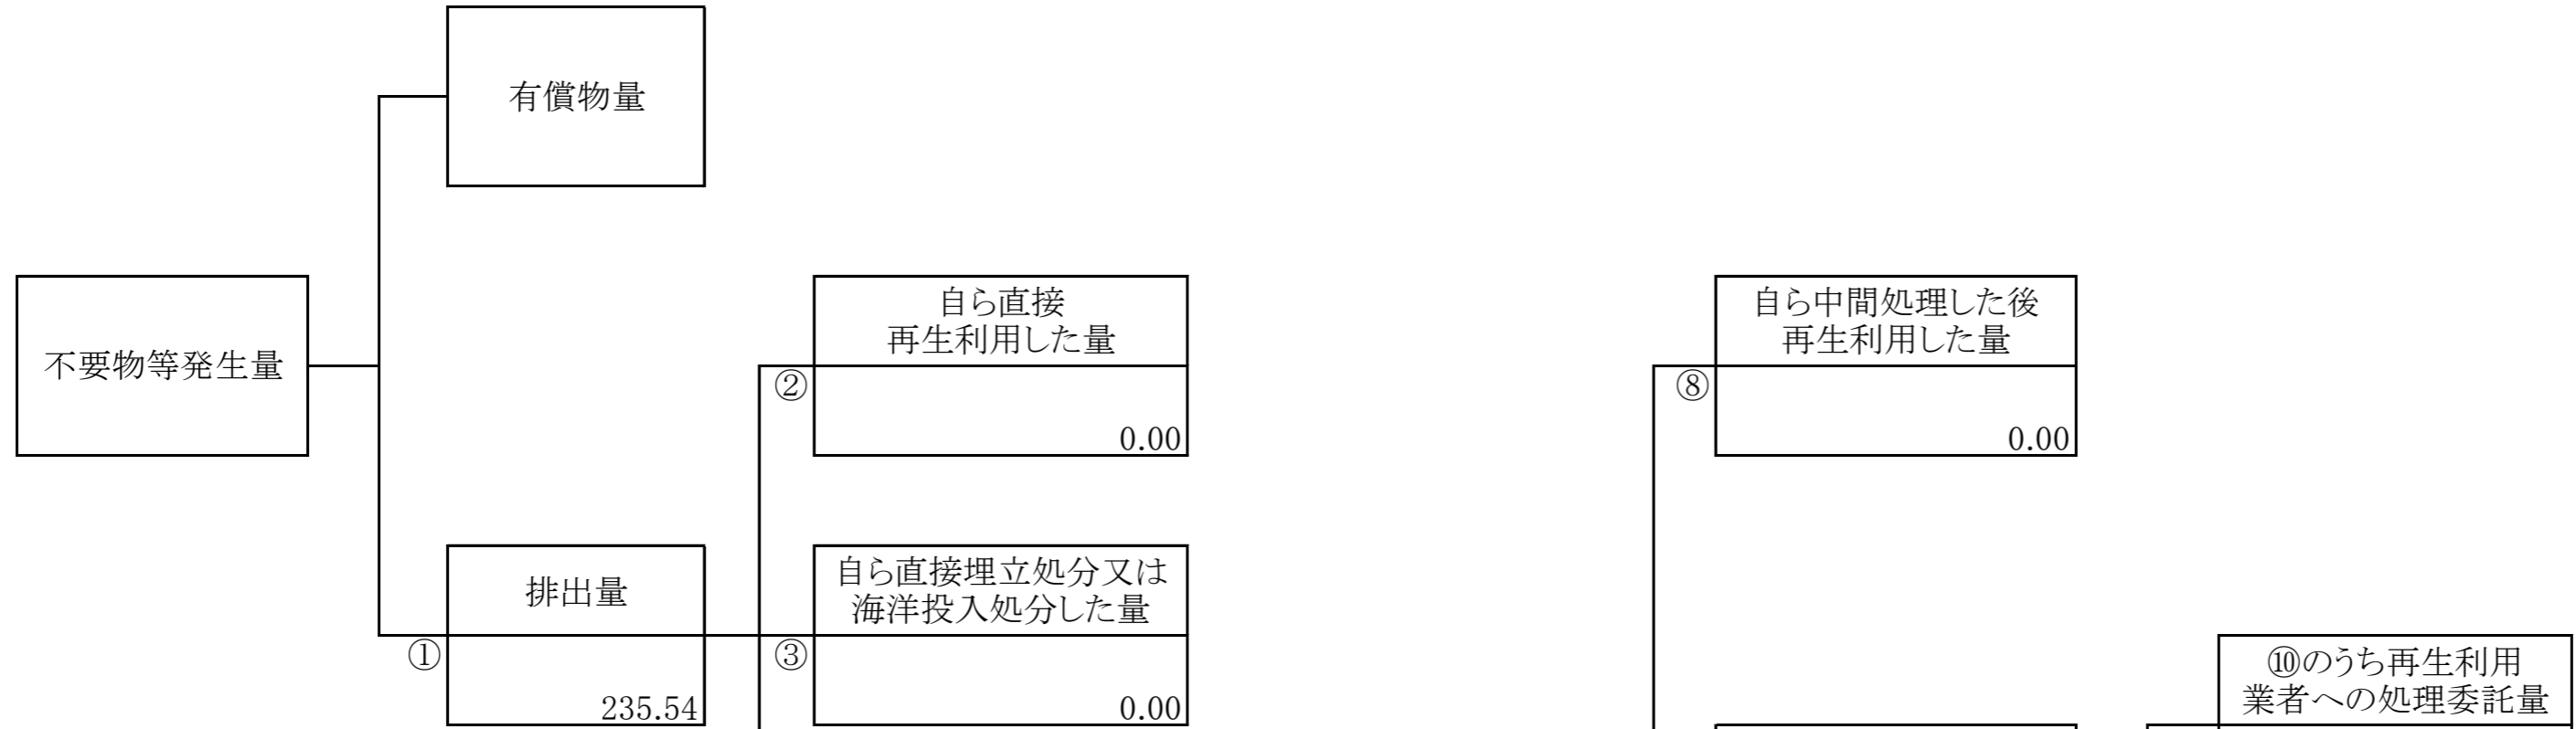 有償物量
不要物等発生量
自ら直接
再生利用した量
②
0.00
自ら中間処理した後
再生利用した量
⑧
0.00
排出量
①
235.54
自ら直接埋立処分又は
海洋投入処分した量
③
0.00
⑩のうち再生利用
業者への処理委託量